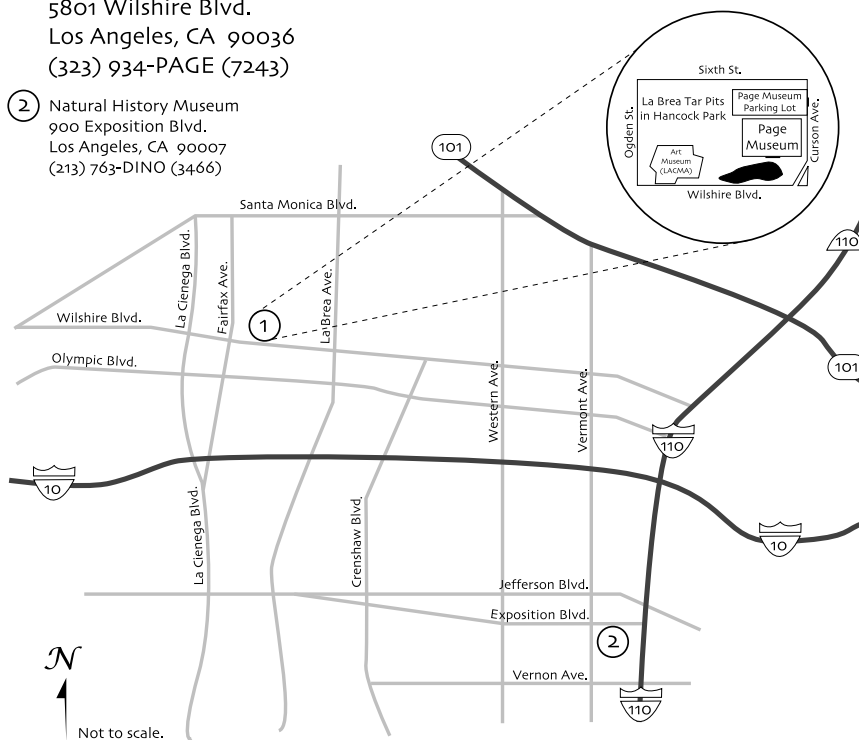 5801 Wilshire Blvd.
Los Angeles, CA 90036
(323) 934-PAGE (7243)
2 Natural History Museum
900 Exposition Blvd.
Los Angeles, CA 90007
(213) 763-DINO (3466)
Sixth St.
Ogden St.
La Brea Tar Pits
in Hancock Park
Page Museum
Parking Lot
Page
Museum
Curson Ave.
Art
Museum
(LACMA)
Wilshire Blvd.
101
Santa Monica Blvd.
110
La Cienega Blvd.
Fairfax Ave.
La Brea Ave.
Wilshire Blvd.
1
Olympic Blvd.
101
Western Ave.
Vermont Ave.
110
10
La Cienega Blvd.
Crenshaw Blvd.
10
Jefferson Blvd.
Exposition Blvd.
2
N
Vernon Ave.
110
Not to scale.